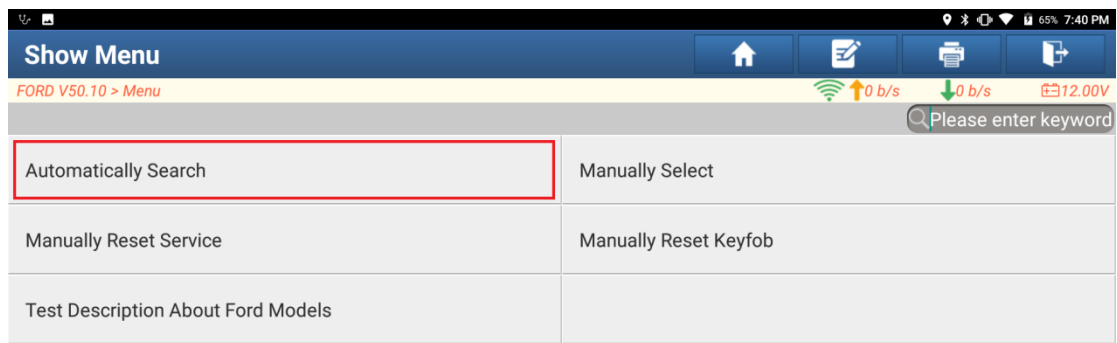 65% 7:40 PM
Show Menu
FORD V50.10 > Menu
0 b/s
0 b/s
12.00V
Please enter keyword
Automatically Search
Manually Select
Manually Reset Service
Manually Reset Keyfob
Test Description About Ford Models